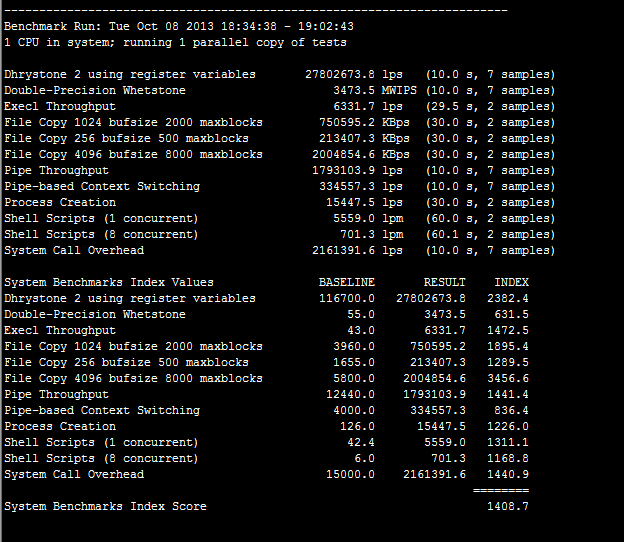 ------------------------------------------------------------------------
Benchmark Run: Tue Oct 08 2013 18:34:38 - 19:02:43
1 CPU in system; running 1 parallel copy of tests

Dhrystone 2 using register variables       27802673.8 lps   (10.0 s, 7 samples)
Double-Precision Whetstone                     3473.5 MWIPS (10.0 s, 7 samples)
Execl Throughput                               6331.7 lps   (29.5 s, 2 samples)
File Copy 1024 bufsize 2000 maxblocks        750595.2 KBps  (30.0 s, 2 samples)
File Copy 256 bufsize 500 maxblocks          213407.3 KBps  (30.0 s, 2 samples)
File Copy 4096 bufsize 8000 maxblocks       2004854.6 KBps  (30.0 s, 2 samples)
Pipe Throughput                             1793103.9 lps   (10.0 s, 7 samples)
Pipe-based Context Switching                 334557.3 lps   (10.0 s, 7 samples)
Process Creation                              15447.5 lps   (30.0 s, 2 samples)
Shell Scripts (1 concurrent)                   5559.0 lpm   (60.0 s, 2 samples)
Shell Scripts (8 concurrent)                    701.3 lpm   (60.1 s, 2 samples)
System Call Overhead                        2161391.6 lps   (10.0 s, 7 samples)

System Benchmarks Index Values               BASELINE       RESULT    INDEX
Dhrystone 2 using register variables         116700.0   27802673.8   2382.4
Double-Precision Whetstone                       55.0       3473.5    631.5
Execl Throughput                                 43.0       6331.7   1472.5
File Copy 1024 bufsize 2000 maxblocks          3960.0     750595.2   1895.4
File Copy 256 bufsize 500 maxblocks            1655.0     213407.3   1289.5
File Copy 4096 bufsize 8000 maxblocks          5800.0    2004854.6   3456.6
Pipe Throughput                               12440.0    1793103.9   1441.4
Pipe-based Context Switching                   4000.0     334557.3    836.4
Process Creation                                126.0      15447.5   1226.0
Shell Scripts (1 concurrent)                     42.4       5559.0   1311.1
Shell Scripts (8 concurrent)                      6.0        701.3   1168.8
System Call Overhead                          15000.0    2161391.6   1440.9
                                                                   ========
System Benchmarks Index Score                                        1408.7